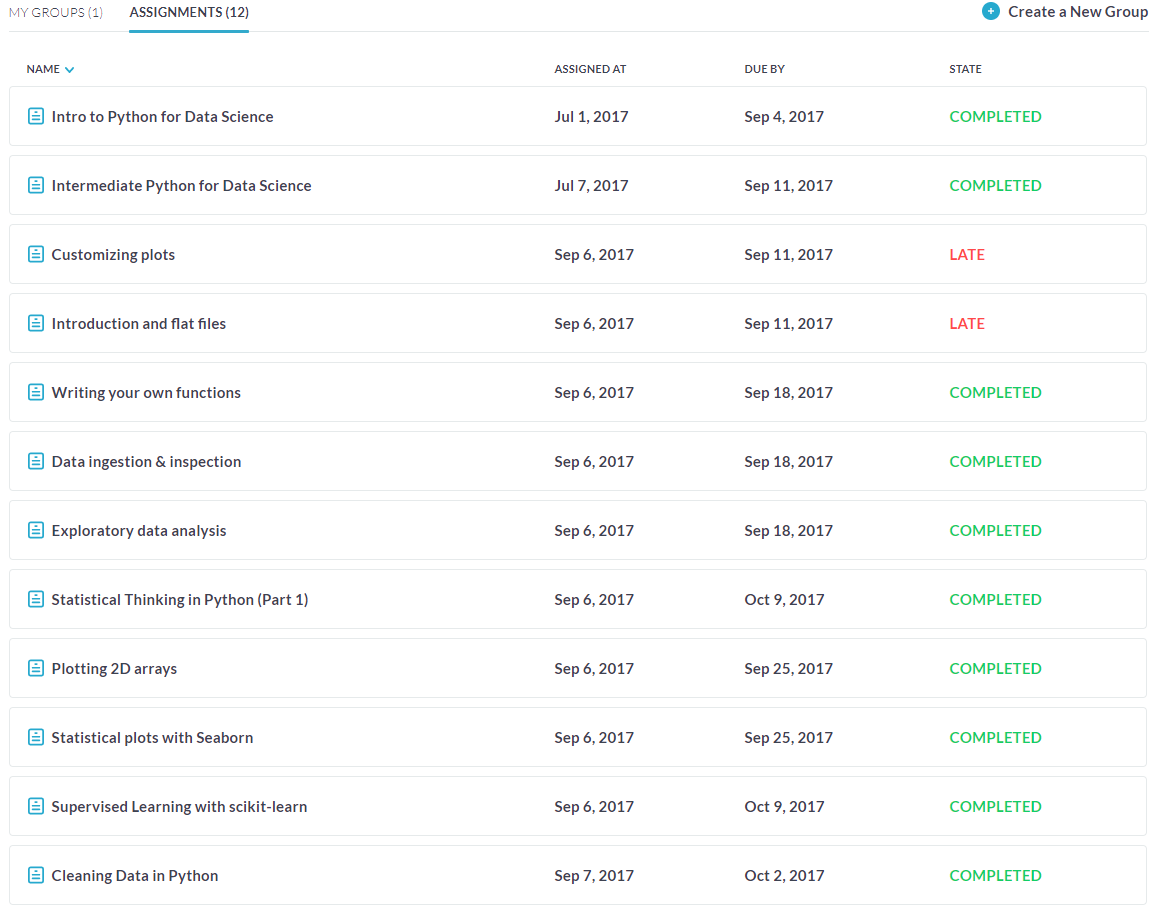 MY GROUPS (1) ASSIGNMENTS (12) Create a New Group
NAME ASSIGNED AT DUE BY STATE
Intro to Python for Data Science Jul 1, 2017 Sep 4, 2017 COMPLETED
Intermediate Python for Data Science Jul 7, 2017 Sep 11, 2017 COMPLETED
Customizing plots Sep 6, 2017 Sep 11, 2017 LATE
Introduction and flat files Sep 6, 2017 Sep 11, 2017 LATE
Writing your own functions Sep 6, 2017 Sep 18, 2017 COMPLETED
Data ingestion & inspection Sep 6, 2017 Sep 18, 2017 COMPLETED
Exploratory data analysis Sep 6, 2017 Sep 18, 2017 COMPLETED
Statistical Thinking in Python (Part 1) Sep 6, 2017 Oct 9, 2017 COMPLETED
Plotting 2D arrays Sep 6, 2017 Sep 25, 2017 COMPLETED
Statistical plots with Seaborn Sep 6, 2017 Sep 25, 2017 COMPLETED
Supervised Learning with scikit-learn Sep 6, 2017 Oct 9, 2017 COMPLETED
Cleaning Data in Python Sep 7, 2017 Oct 2, 2017 COMPLETED